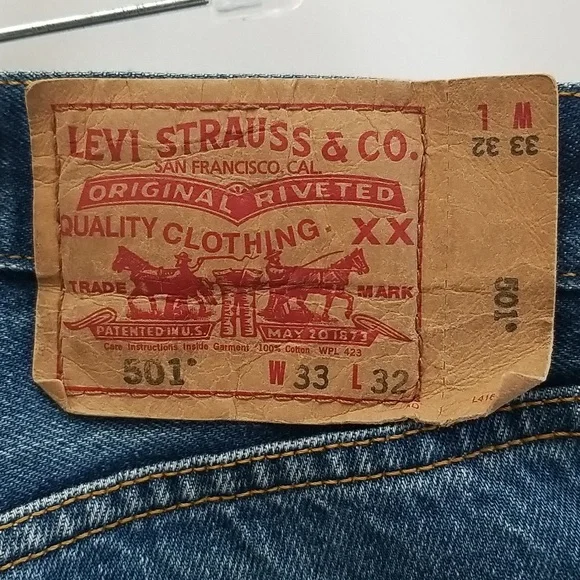 LEVI STRAUSS & CO.
SAN FRANCISCO, CAL.
ORIGINAL RIVETED
QUALITY CLOTHING. XX
TRADE MARK
PATENTED IN U.S. MAY 20 1873
Care Instructions Inside Garment 100% Cotton WPL 423
501® W 33 L 32
W L
33 32
501®
L416